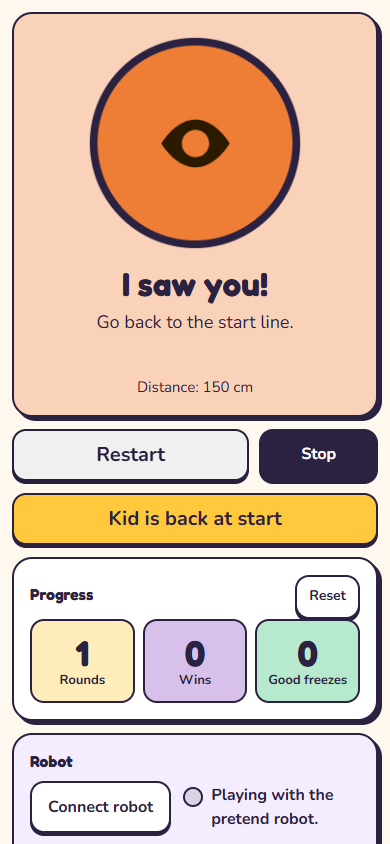 I saw you!
Go back to the start line.
Distance: 150 cm
Restart
Stop
Kid is back at start
Progress
Reset
1
Rounds
0
Wins
0
Good freezes
Robot
Connect robot
Playing with the
pretend robot.